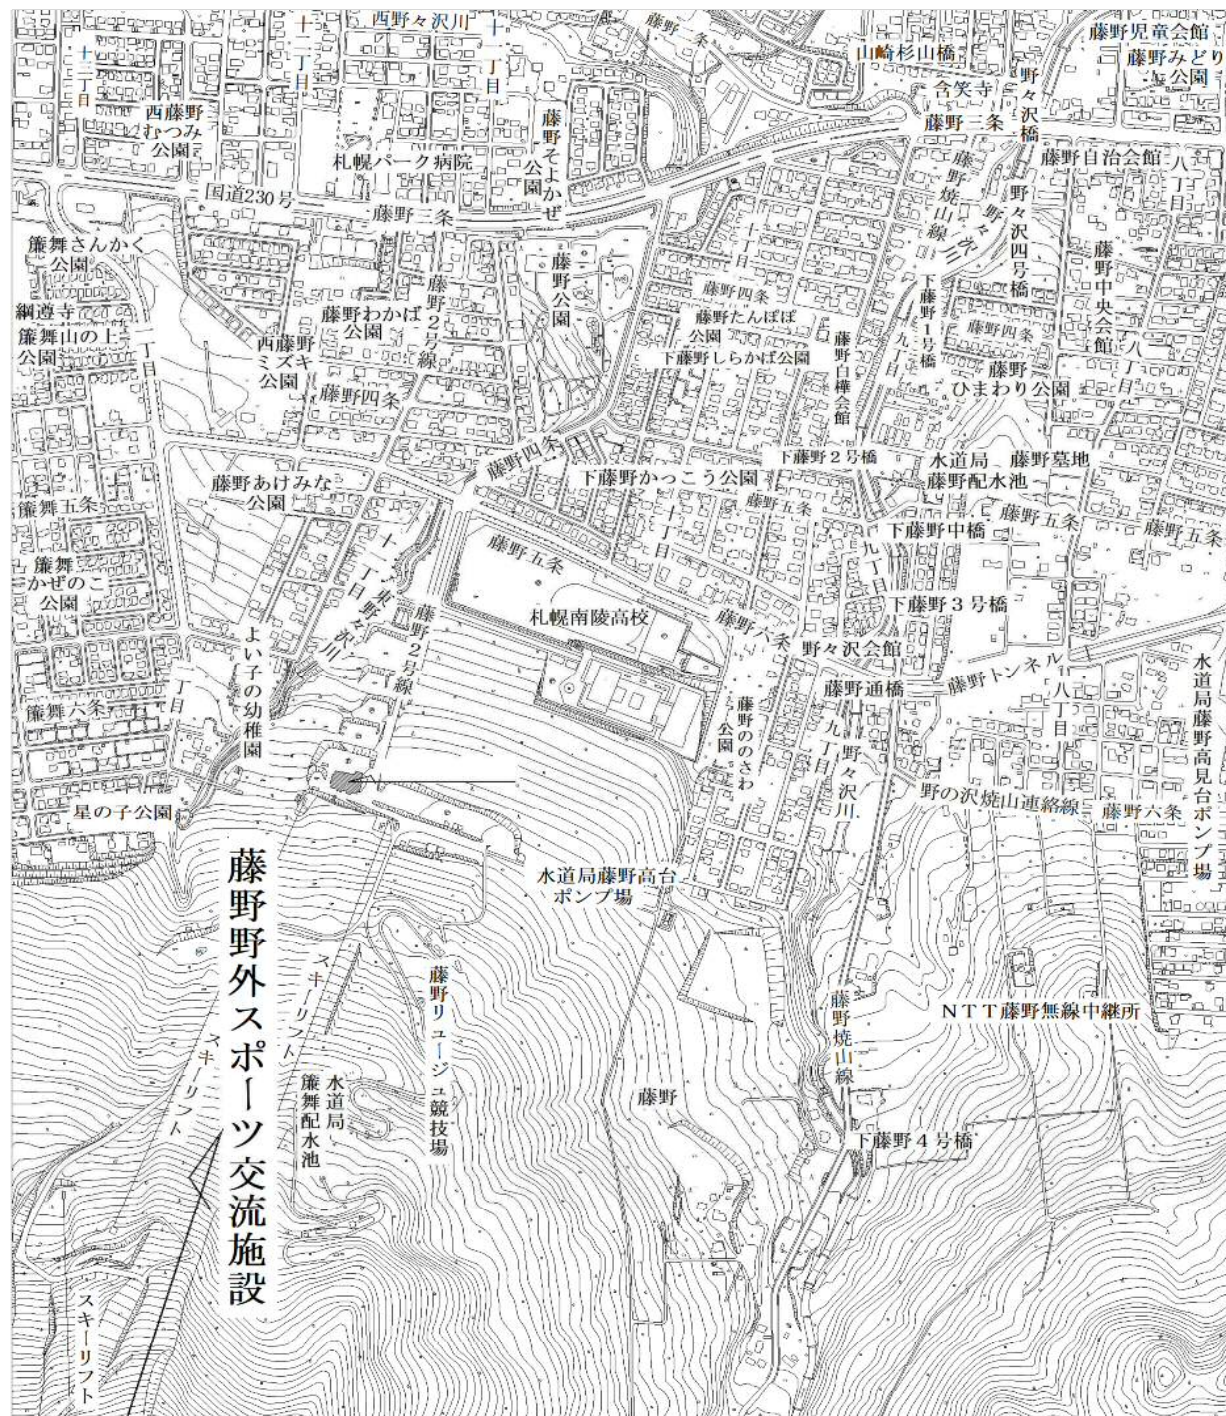 十二丁目
十二丁目
西野々沢川
十一丁目
藤野三条
山崎杉山橋
藤野児童会館
藤野みどり
公園
含笑寺
野々沢橋
藤野三条
西藤野
むつみ
公園
札幌パーク病院
藤野そよかぜ
公園
藤野自治会館
八丁目
国道230号
藤野三条
藤野焼山線
野々沢川
野々沢四号橋
簾舞さんかく
公園
綱遵寺
簾舞山の上
公園
一丁目
西藤野
ミズキ
公園
藤野わかば
公園
藤野2号線
藤野公園
十丁目
藤野四条
藤野たんぽぽ
公園
下藤野しらかば公園
藤野白樺会館
九丁目
下藤野1号橋
藤野四条
藤野
ひまわり公園
藤野中央会館
八丁目
藤野四条
藤野四条
下藤野2号橋
水道局
藤野配水池
藤野墓地
藤野あけみな
公園
下藤野かっこう公園
藤野五条
十丁目
簾舞五条
藤野五条
藤野五条
藤野五条
下藤野中橋
九丁目
簾舞
かぜのこ
公園
十一丁目
東野々沢川
藤野2号線
札幌南陵高校
藤野六条
下藤野3号橋
野々沢会館
藤野トンネル
よい子の幼稚園
簾舞六条
一丁目
藤野ののさわ
公園
藤野通橋
九丁目
野々沢川
八丁目
水道局藤野高見台ポンプ場
野の沢焼山連絡線
藤野六条
星の子公園
水道局藤野高台
ポンプ場
藤野野外スポーツ交流施設
スキーリフト
スキーリフト
藤野リュージュ競技場
藤野焼山線
NTT藤野無線中継所
水道局
簾舞配水池
藤野
下藤野4号橋
スキーリフト